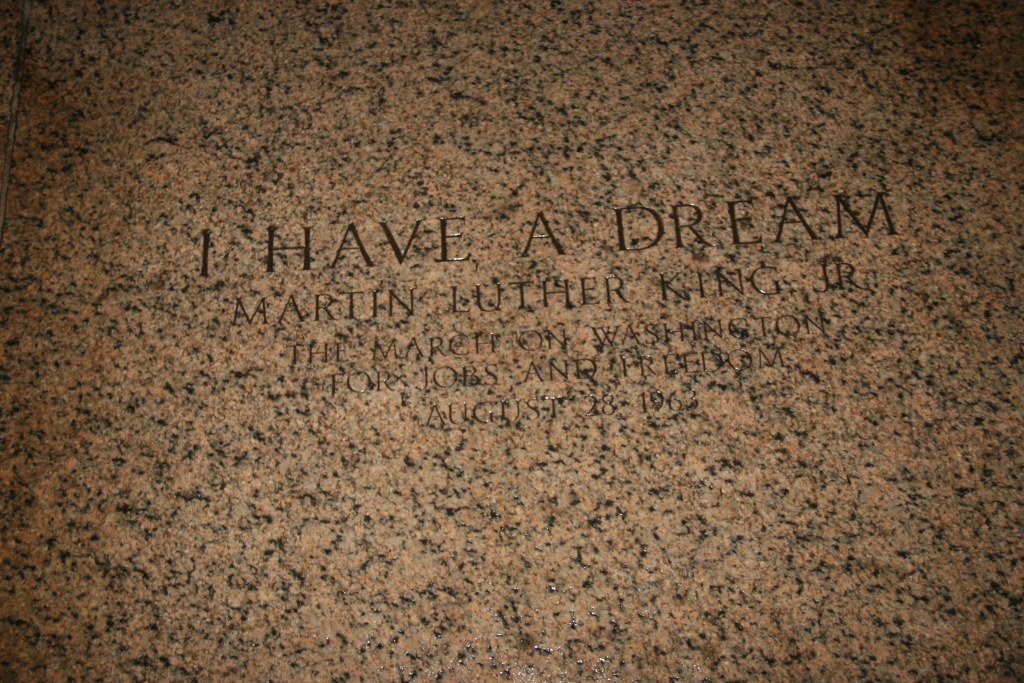 I HAVE A DREAM
MARTIN LUTHER KING JR
THE MARCH ON WASHINGTON
FOR JOBS AND FREEDOM
AUGUST 28 1963